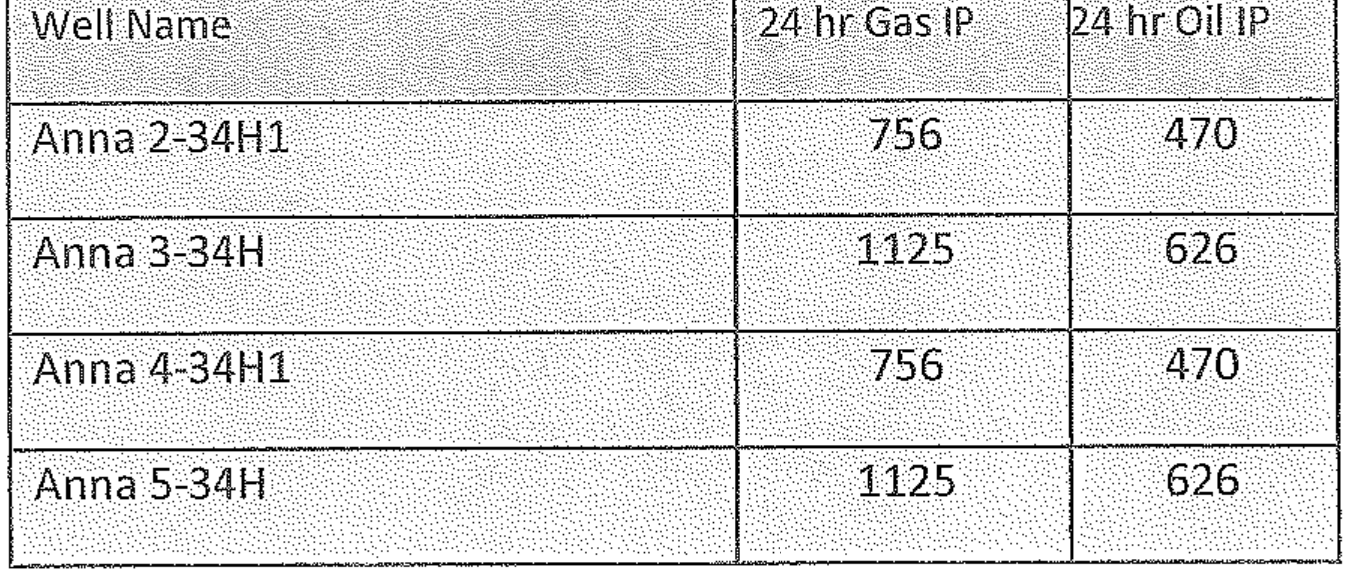 Well Name 24 hr Gas IP 24 hr Oil IP
Anna 2-34H1 756 470
Anna 3-34H 1125 626
Anna 4-34H1 756 470
Anna 5-34H 1125 626